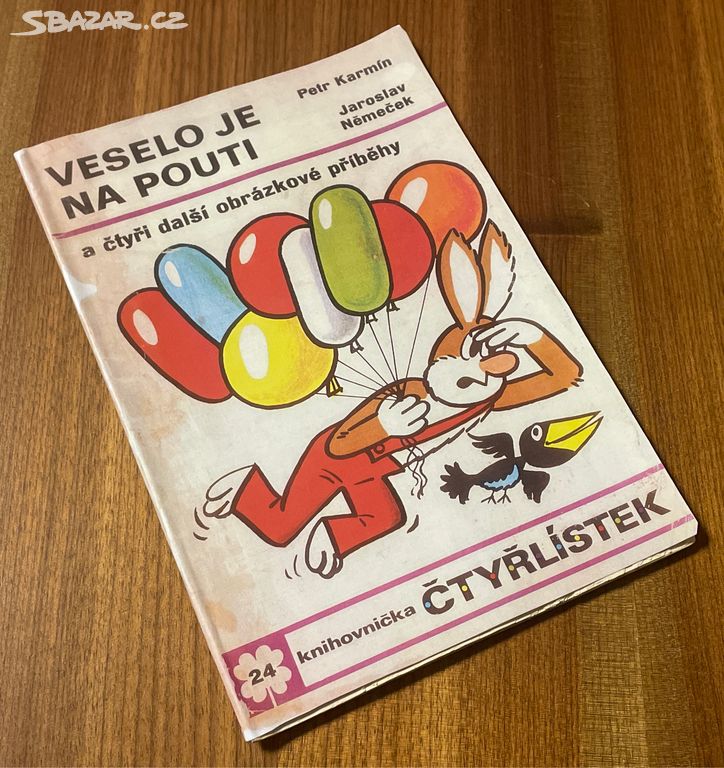 SBAZAR.CZ
Petr Karmín
Jaroslav
Němeček
VESELO JE
NA POUTI
a čtyři další obrázkové příběhy
24
knihovnička ČTYŘLÍSTEK